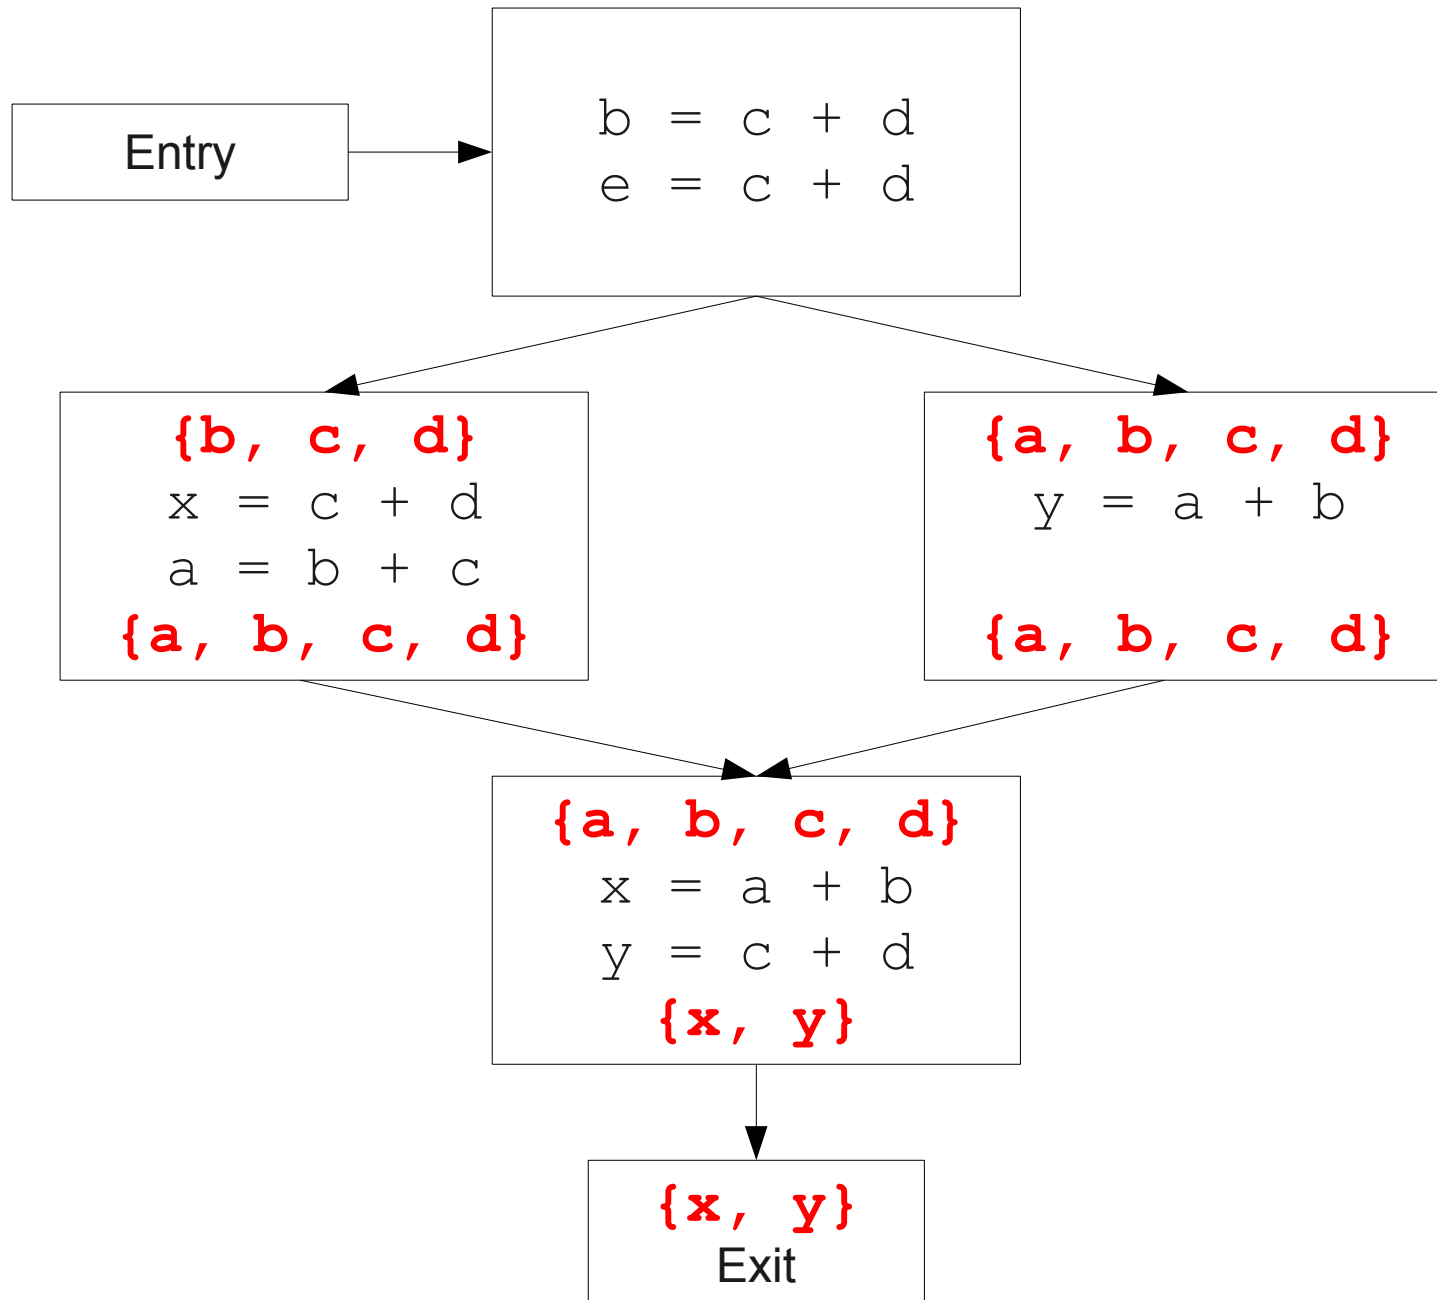 Entry
b = c + d
e = c + d
{b, c, d}
x = c + d
a = b + c
{a, b, c, d}
{a, b, c, d}
y = a + b
{a, b, c, d}
{a, b, c, d}
x = a + b
y = c + d
{x, y}
{x, y}
Exit